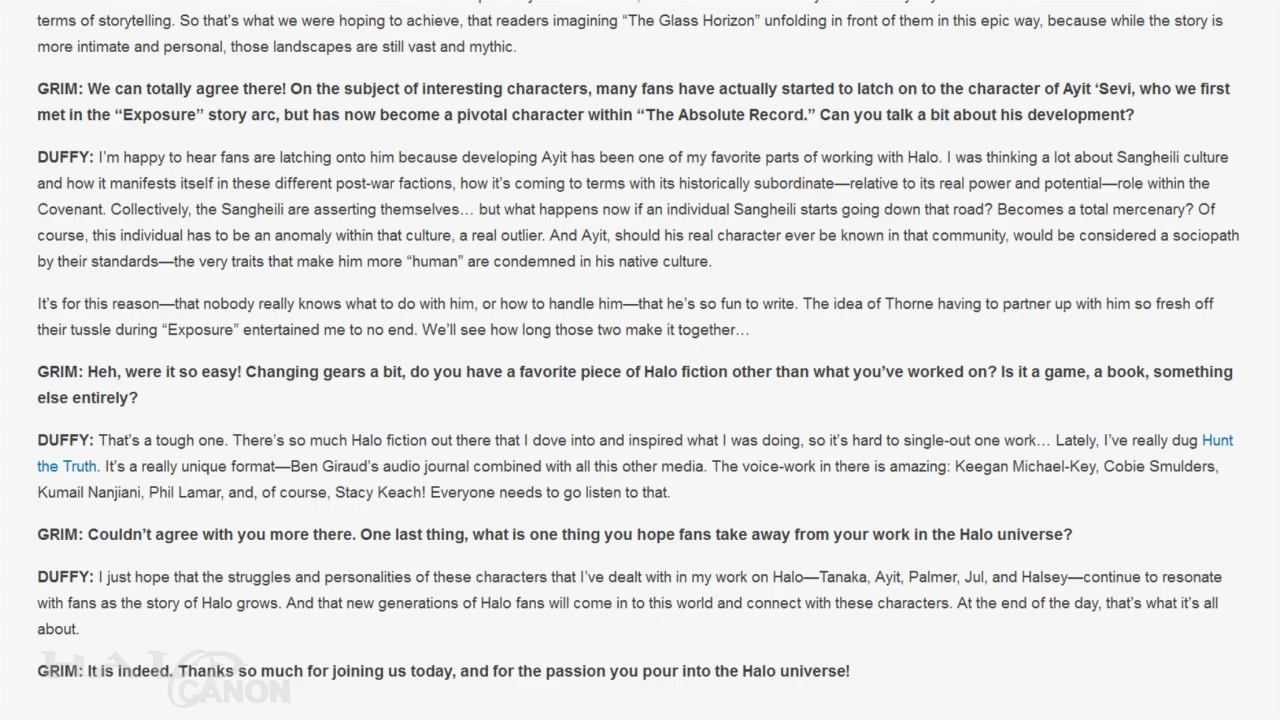 terms of storytelling. So that’s what we were hoping to achieve, that readers imagining “The Glass Horizon” unfolding in front of them in this epic way, because while the story is
more intimate and personal, those landscapes are still vast and mythic.
GRIM: We can totally agree there! On the subject of interesting characters, many fans have actually started to latch on to the character of Ayit ‘Sevi, who we first
met in the “Exposure” story arc, but has now become a pivotal character within “The Absolute Record.” Can you talk a bit about his development?
DUFFY: I’m happy to hear fans are latching onto him because developing Ayit has been one of my favorite parts of working with Halo. I was thinking a lot about Sangheili culture
and how it manifests itself in these different post-war factions, how it’s coming to terms with its historically subordinate—relative to its real power and potential—role within the
Covenant. Collectively, the Sangheili are asserting themselves… but what happens now if an individual Sangheili starts going down that road? Becomes a total mercenary? Of
course, this individual has to be an anomaly within that culture, a real outlier. And Ayit, should his real character ever be known in that community, would be considered a sociopath
by their standards—the very traits that make him more “human” are condemned in his native culture.
It’s for this reason—that nobody really knows what to do with him, or how to handle him—that he’s so fun to write. The idea of Thorne having to partner up with him so fresh off
their tussle during “Exposure” entertained me to no end. We’ll see how long those two make it together…
GRIM: Heh, were it so easy! Changing gears a bit, do you have a favorite piece of Halo fiction other than what you’ve worked on? Is it a game, a book, something
else entirely?
DUFFY: That’s a tough one. There’s so much Halo fiction out there that I dove into and inspired what I was doing, so it’s hard to single-out one work… Lately, I’ve really dug Hunt
the Truth. It’s a really unique format—Ben Giraud’s audio journal combined with all this other media. The voice-work in there is amazing: Keegan Michael-Key, Cobie Smulders,
Kumail Nanjiani, Phil Lamar, and, of course, Stacy Keach! Everyone needs to go listen to that.
GRIM: Couldn’t agree with you more there. One last thing, what is one thing you hope fans take away from your work in the Halo universe?
DUFFY: I just hope that the struggles and personalities of these characters that I’ve dealt with in my work on Halo—Tanaka, Ayit, Palmer, Jul, and Halsey—continue to resonate
with fans as the story of Halo grows. And that new generations of Halo fans will come in to this world and connect with these characters. At the end of the day, that’s what it’s all
about.
GRIM: It is indeed. Thanks so much for joining us today, and for the passion you pour into the Halo universe!
HALO
CANON